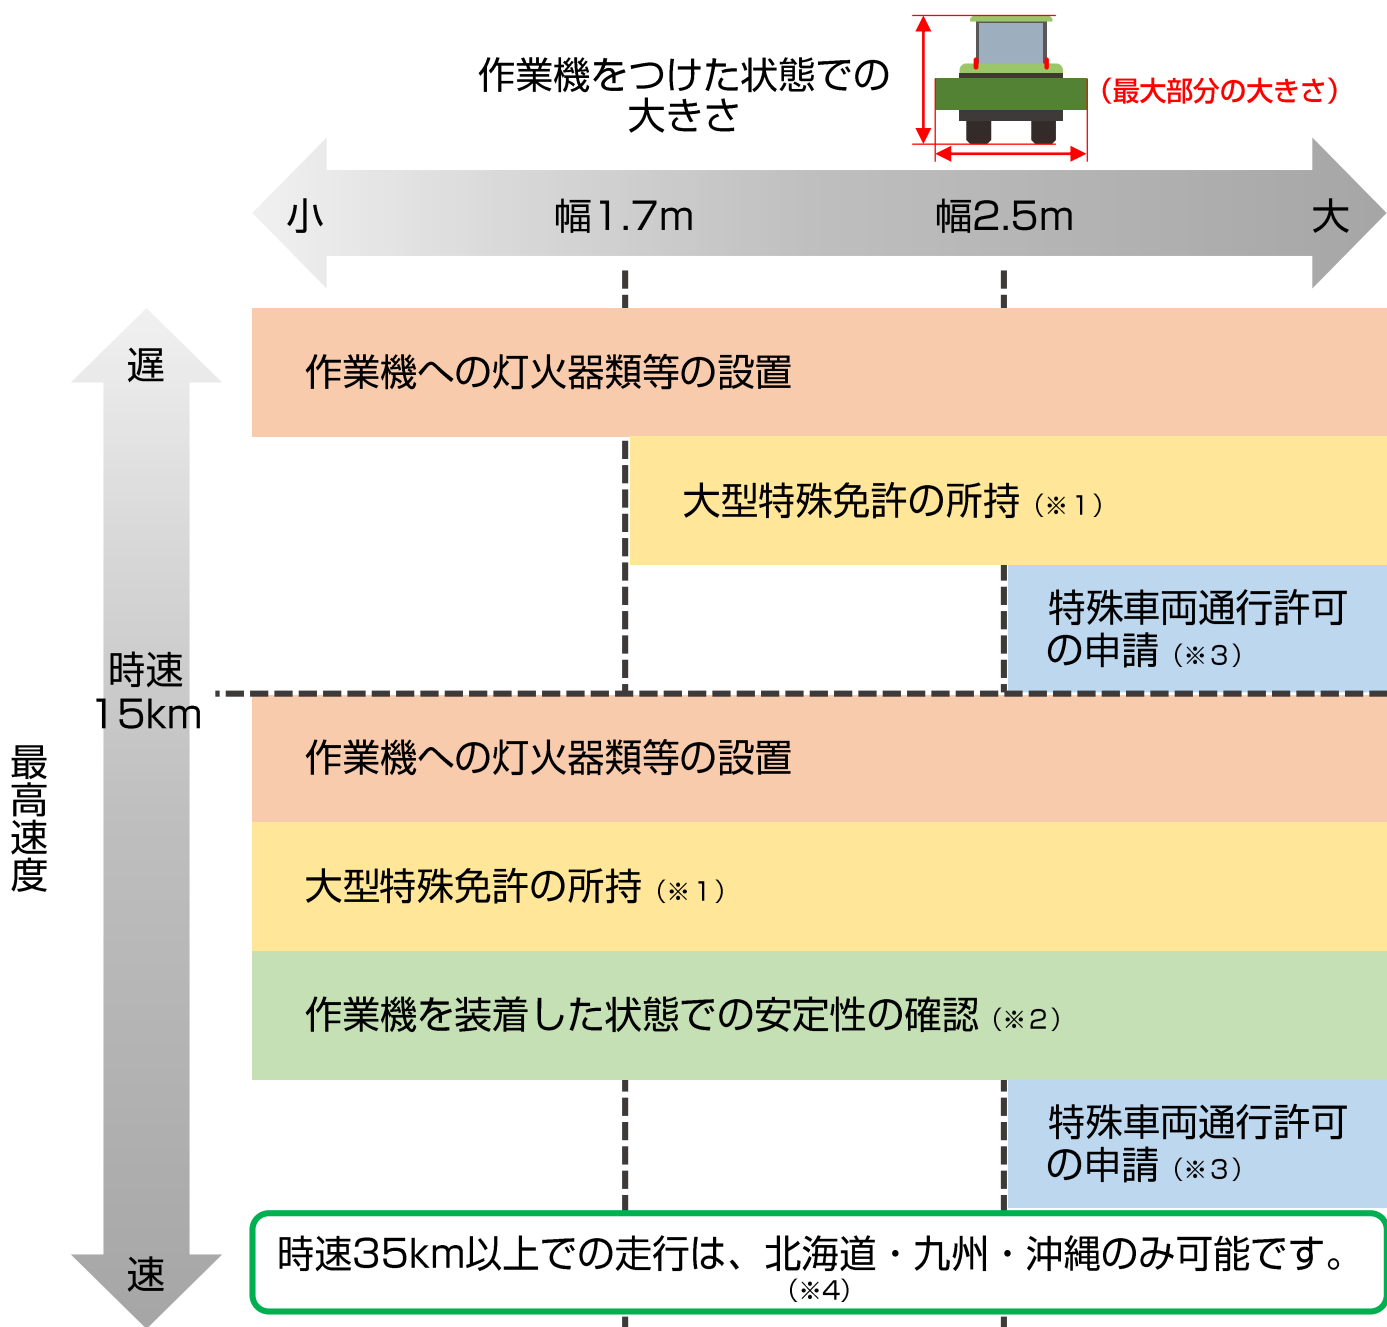 作業機をつけた状態での
大きさ
（最大部分の大きさ）
小
幅1.7m
幅2.5m
大
遅
作業機への灯火器類等の設置
大型特殊免許の所持（※１）
特殊車両通行許可
の申請（※３）
時速
15km
最高速度
作業機への灯火器類等の設置
大型特殊免許の所持（※１）
作業機を装着した状態での安定性の確認（※２）
特殊車両通行許可
の申請（※３）
速
時速35km以上での走行は、北海道・九州・沖縄のみ可能です。
（※4）